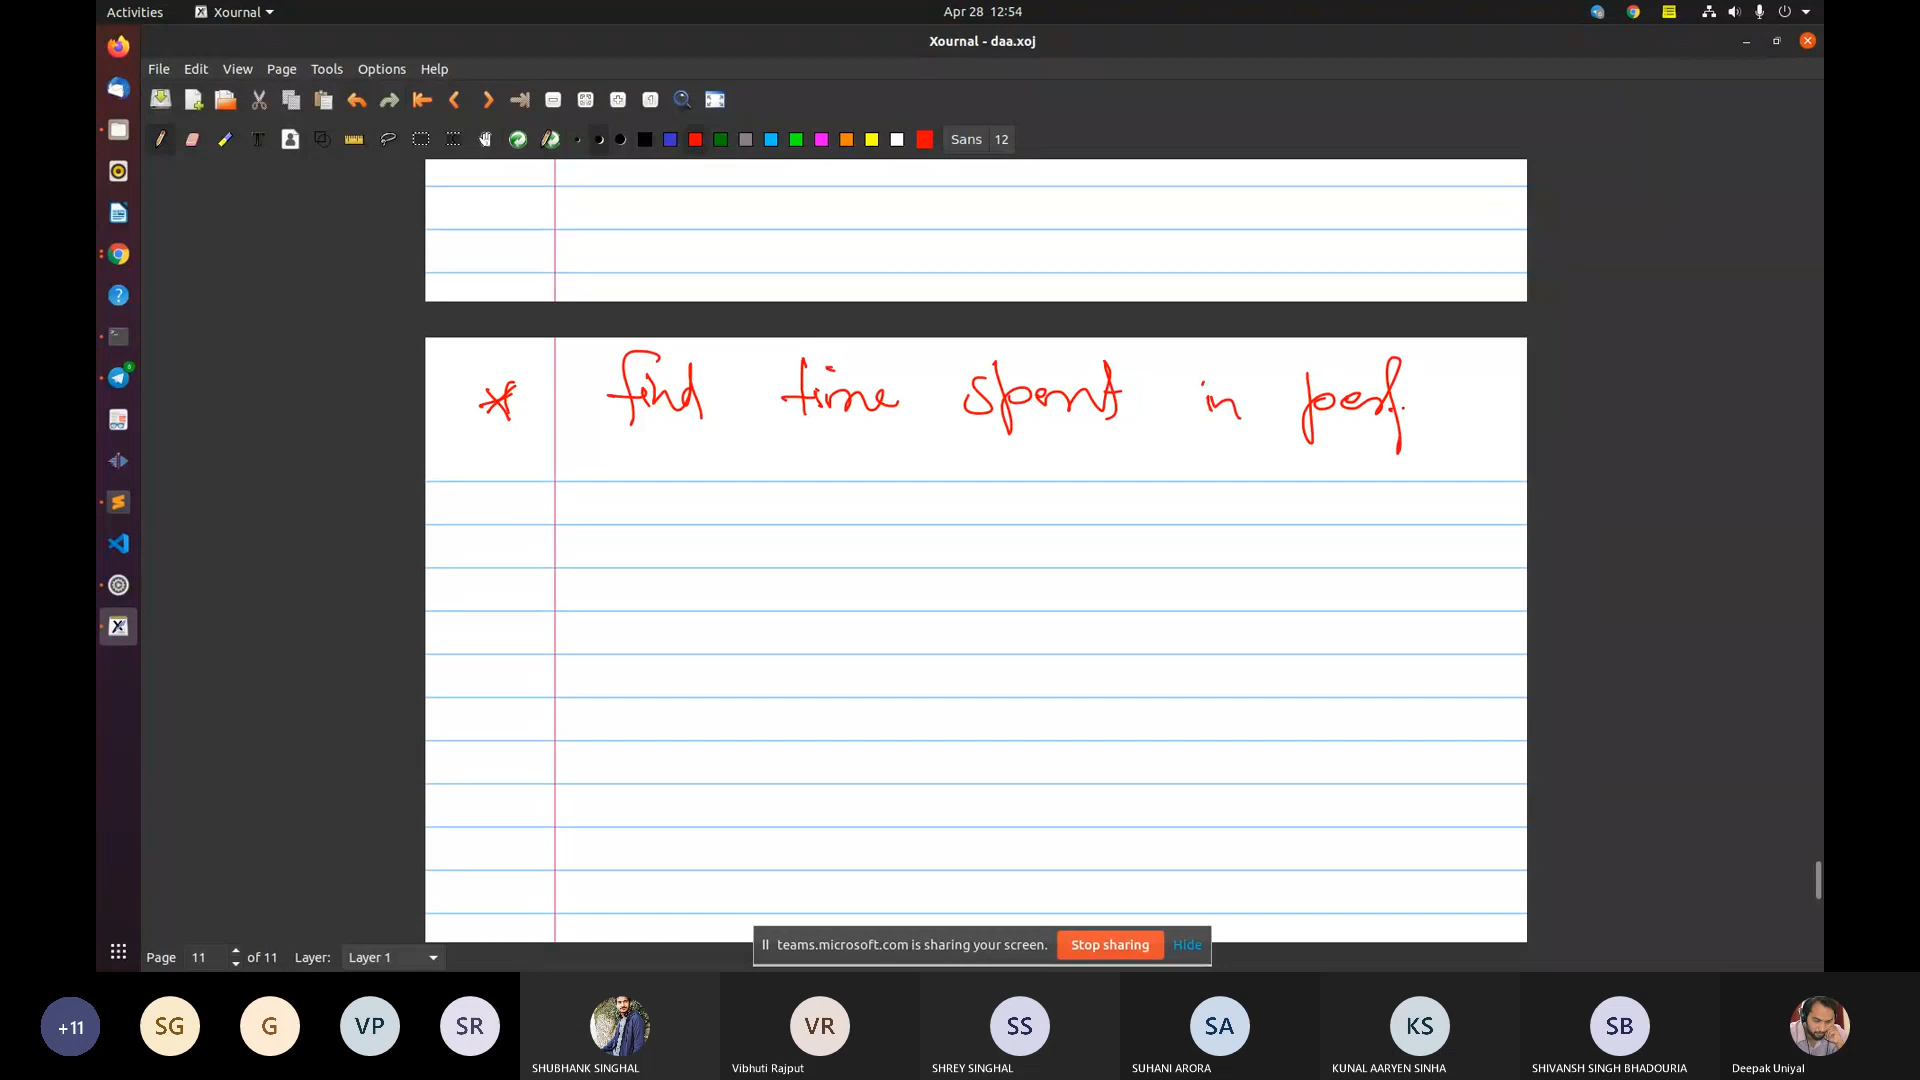 Activities
Xournal
Apr 28 12:54
Xournal - daa.xoj
File Edit View Page Tools Options Help
Sans 12
* find time spent in perf.
Page 11 of 11 Layer: Layer 1
teams.microsoft.com is sharing your screen. Stop sharing Hide
+11 SG G VP SR VR SS SA KS SB
SHUBHANK SINGHAL Vibhuti Rajput SHREY SINGHAL SUHANI ARORA KUNAL AARYEN SINHA SHIVANSH SINGH BHADOURIA Deepak Uniyal